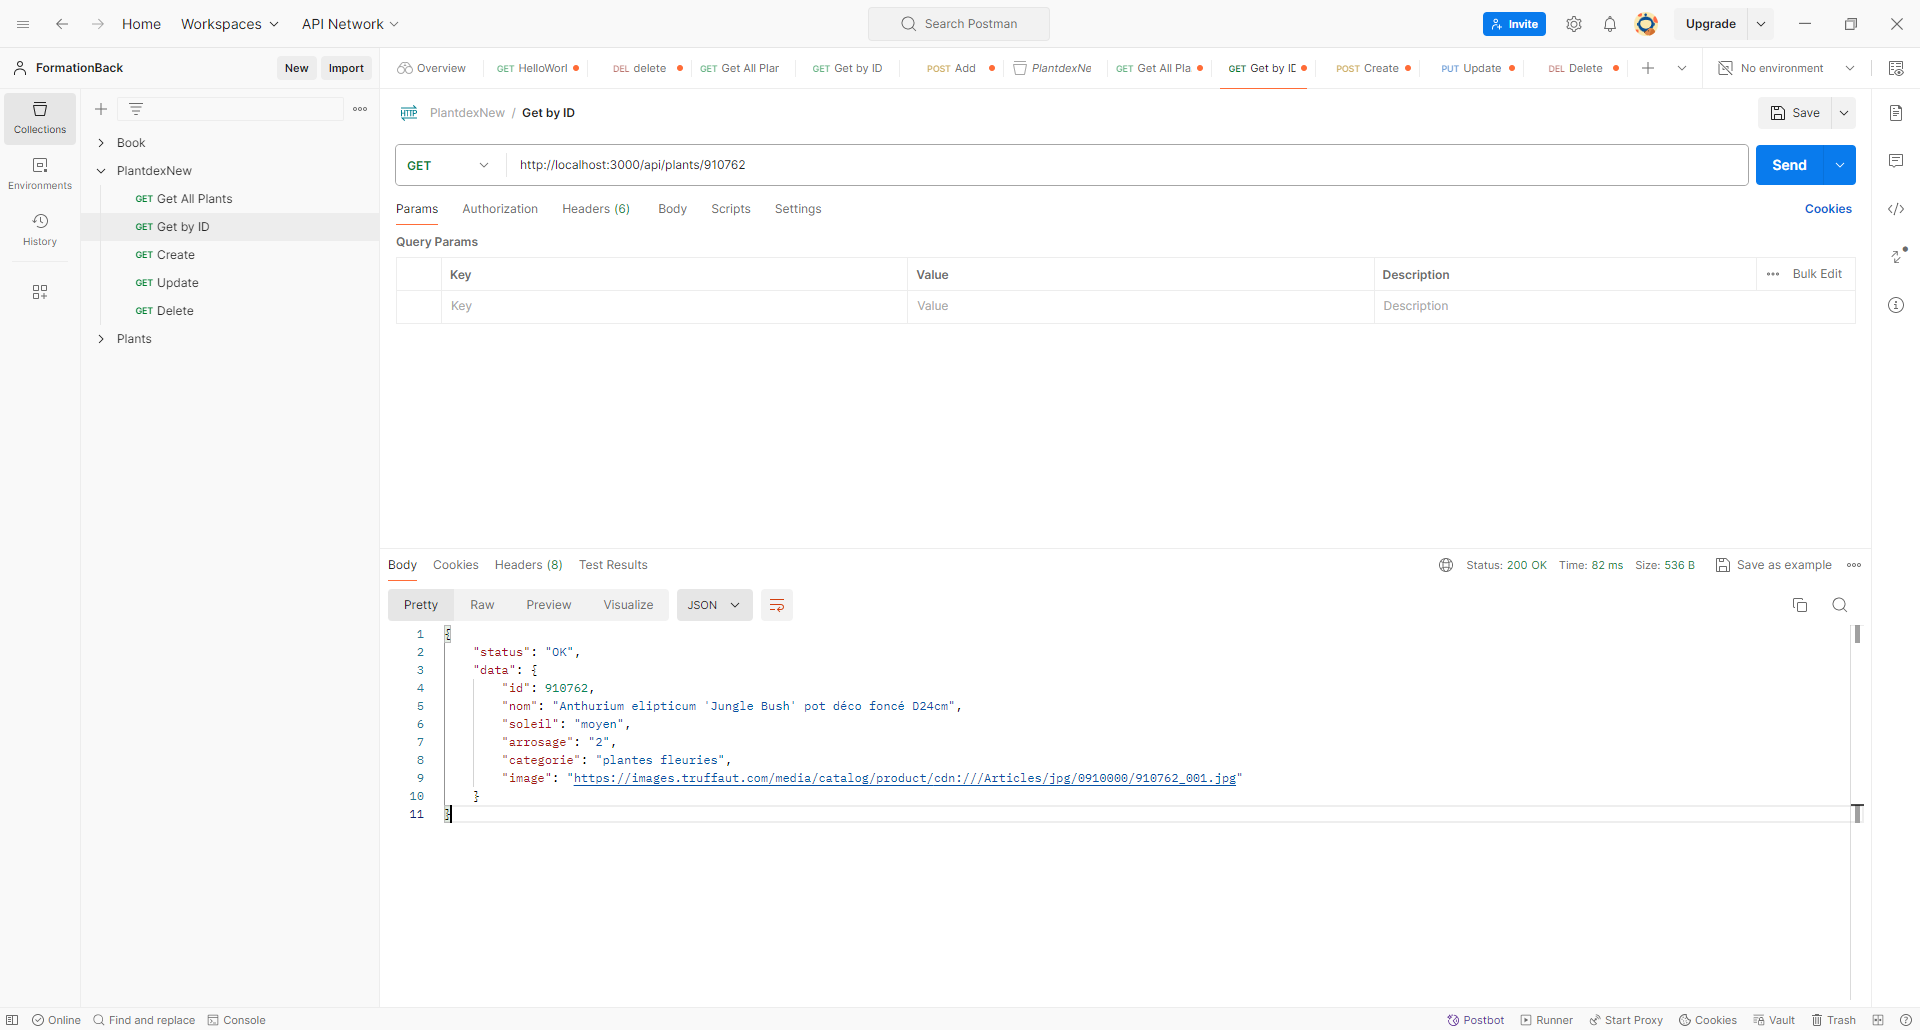 Home Workspaces API Network Search Postman Invite Upgrade
FormationBack New Import
Overview GET HelloWorl DEL delete GET Get All Plar GET Get by ID POST Add PlantdexNe GET Get All Pla GET Get by ID POST Create PUT Update DEL Delete No environment
Collections
Environments
History
Book
PlantdexNew
GET Get All Plants
GET Get by ID
GET Create
GET Update
GET Delete
Plants
HTTP PlantdexNew / Get by ID Save
GET http://localhost:3000/api/plants/910762 Send
Params Authorization Headers (6) Body Scripts Settings Cookies
Query Params
Key Value Description Bulk Edit
Key Value Description
Body Cookies Headers (8) Test Results Status: 200 OK Time: 82 ms Size: 536 B Save as example
Pretty Raw Preview Visualize JSON
1 {
2 "status": "OK",
3 "data": {
4 "id": 910762,
5 "nom": "Anthurium elipticum 'Jungle Bush' pot déco foncé D24cm",
6 "soleil": "moyen",
7 "arrosage": "2",
8 "categorie": "plantes fleuries",
9 "image": "https://images.truffaut.com/media/catalog/product/cdn:///Articles/jpg/0910000/910762_001.jpg"
10 }
11 }
Online Find and replace Console Postbot Runner Start Proxy Cookies Vault Trash